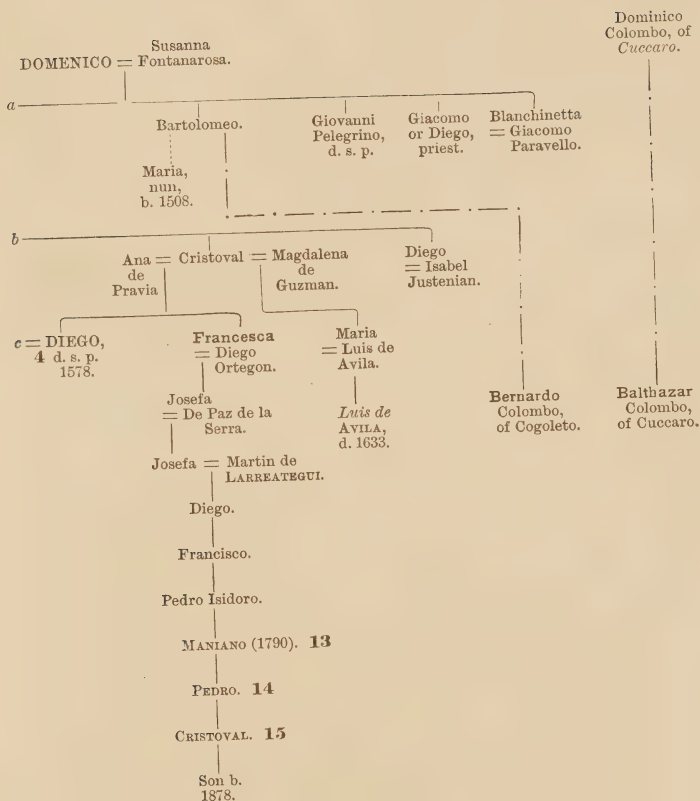 Dominico
Colombo, of
Cuccaro.
Susanna
DOMENICO = Fontanarosa.
a
Bartolomeo.
Giovanni
Pelegrino,
d. s. p.
Giacomo
or Diego,
priest.
Blanchinetta
= Giacomo
Paravello.
Maria,
nun,
b. 1508.
b
Ana = Cristoval = Magdalena
de
Pravia
de
Guzman.
Diego
= Isabel
Justenian.
c = DIEGO,
4 d. s. p.
1578.
Francesca
= Diego
Ortegon.
Maria
= Luis de
Avila.
Josefa
= De Paz de la
Serra.
Luis de
AVILA,
d. 1633.
Bernardo
Colombo,
of Cogoleto.
Balthazar
Colombo,
of Cuccaro.
Josefa = Martin de
LARREATEGUI.
Diego.
Francisco.
Pedro Isidoro.
MANIANO (1790). 13
PEDRO. 14
CRISTOVAL. 15
Son b.
1878.